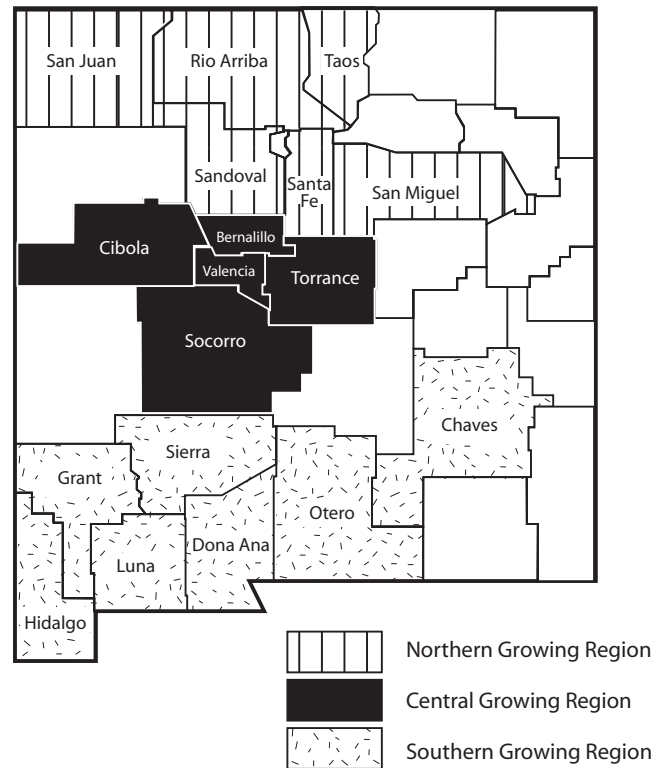 San Juan
Rio Arriba
Taos
Sandoval
Santa
Fe
San Miguel
Cibola
Bernalillo
Valencia
Torrance
Socorro
Chaves
Sierra
Grant
Otero
Dona Ana
Luna
Hidalgo
Northern Growing Region
Central Growing Region
Southern Growing Region